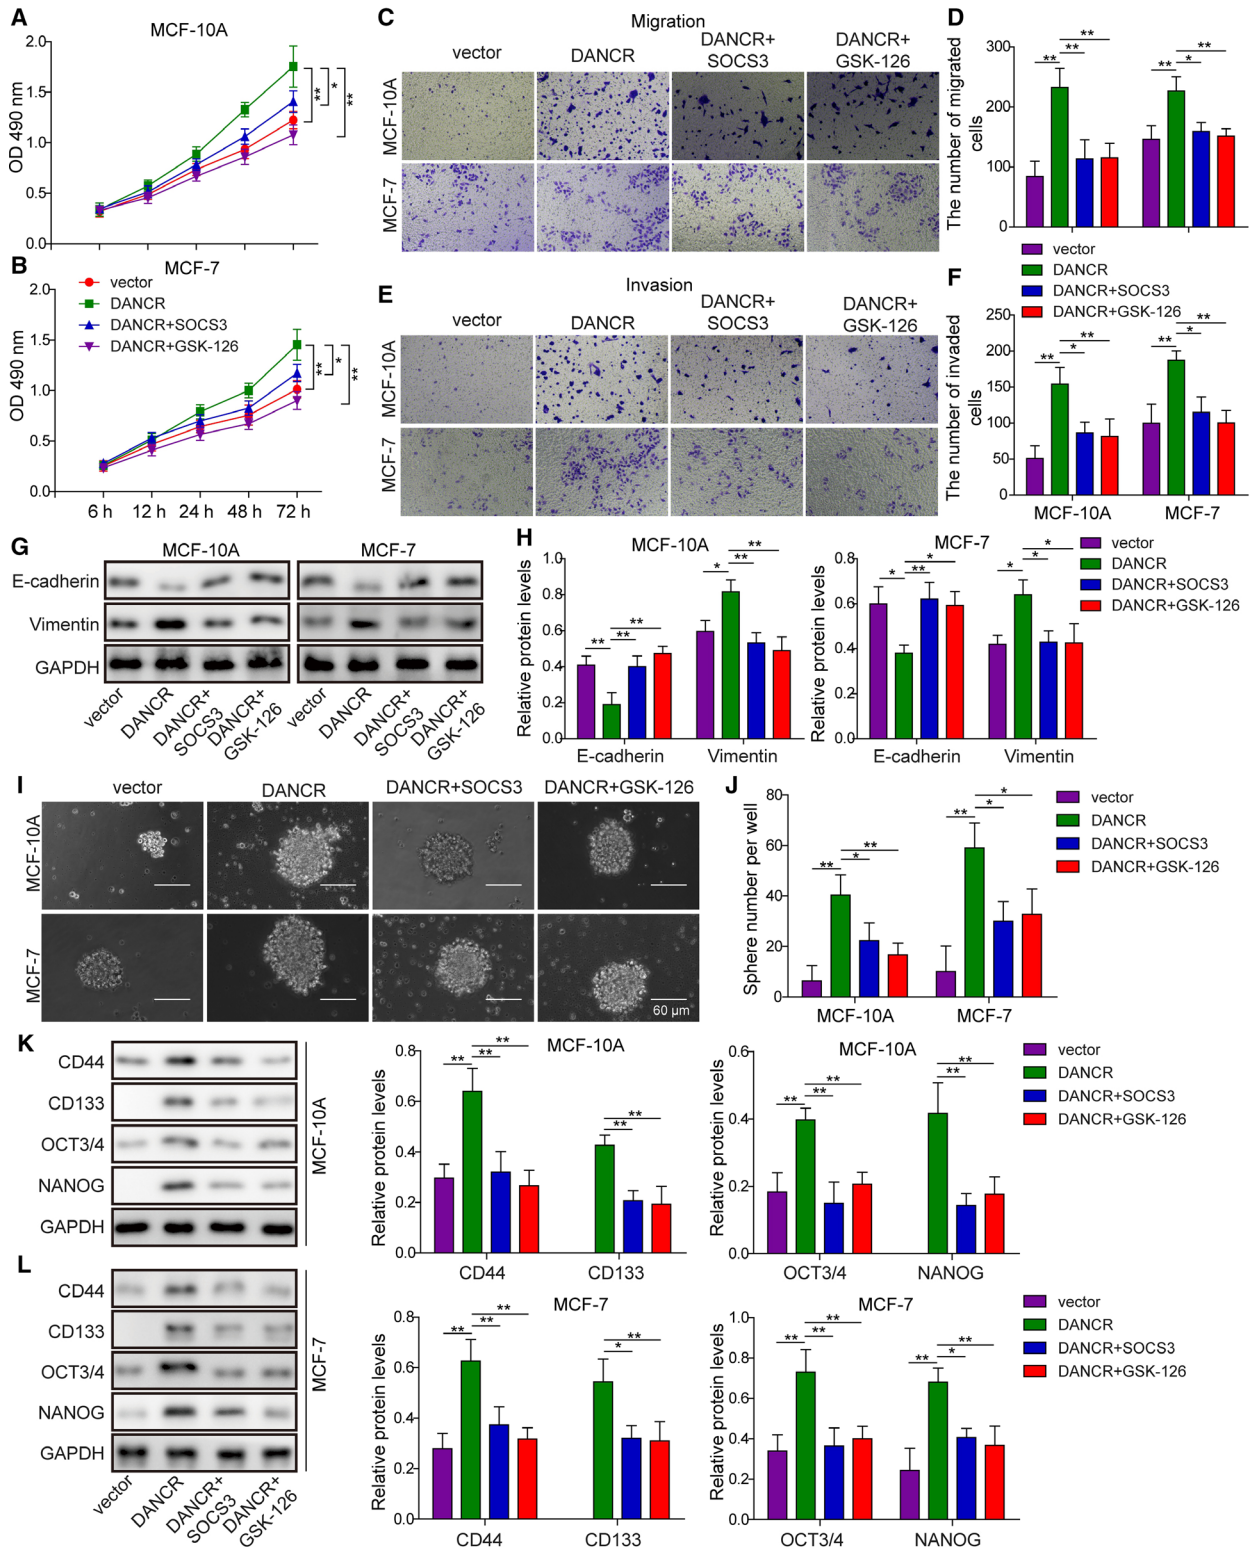 A
MCF-10A
OD 490 nm
2.0
1.5
1.0
0.5
0.0
**
*
**
B
MCF-7
OD 490 nm
2.0
1.5
1.0
0.5
0.0
vector
DANCR
DANCR+SOCS3
DANCR+GSK-126
**
*
**
6 h
12 h
24 h
48 h
72 h
C
Migration
vector
DANCR
DANCR+
SOCS3
DANCR+
GSK-126
MCF-10A
MCF-7
D
The number of migrated
cells
300
200
100
0
**
**
**
**
*
**
vector
DANCR
DANCR+SOCS3
DANCR+GSK-126
E
Invasion
vector
DANCR
DANCR+
SOCS3
DANCR+
GSK-126
MCF-10A
MCF-7
F
The number of invaded
cells
250
200
150
100
50
0
**
*
**
**
*
**
MCF-10A
MCF-7
G
MCF-10A
MCF-7
E-cadherin
Vimentin
GAPDH
vector
DANCR
DANCR+
SOCS3
DANCR+
GSK-126
vector
DANCR
DANCR+
SOCS3
DANCR+
GSK-126
H
MCF-10A
Relative protein levels
1.0
0.8
0.6
0.4
0.2
0.0
**
**
**
*
**
**
E-cadherin
Vimentin
MCF-7
Relative protein levels
0.8
0.6
0.4
0.2
0.0
*
**
*
*
*
*
E-cadherin
Vimentin
vector
DANCR
DANCR+SOCS3
DANCR+GSK-126
I
vector
DANCR
DANCR+SOCS3
DANCR+GSK-126
MCF-10A
MCF-7
60 μm
J
Sphere number per well
80
60
40
20
0
**
*
**
**
*
*
MCF-10A
MCF-7
vector
DANCR
DANCR+SOCS3
DANCR+GSK-126
K
CD44
CD133
OCT3/4
NANOG
GAPDH
MCF-10A
MCF-10A
Relative protein levels
0.8
0.6
0.4
0.2
0.0
**
**
**
**
**
CD44
CD133
MCF-10A
Relative protein levels
0.6
0.4
0.2
0.0
**
**
**
**
**
OCT3/4
NANOG
vector
DANCR
DANCR+SOCS3
DANCR+GSK-126
L
CD44
CD133
OCT3/4
NANOG
GAPDH
MCF-7
vector
DANCR
DANCR+
SOCS3
DANCR+
GSK-126
MCF-7
Relative protein levels
0.8
0.6
0.4
0.2
0.0
**
**
**
*
**
CD44
CD133
MCF-7
Relative protein levels
1.0
0.8
0.6
0.4
0.2
0.0
**
**
**
**
*
**
OCT3/4
NANOG
vector
DANCR
DANCR+SOCS3
DANCR+GSK-126